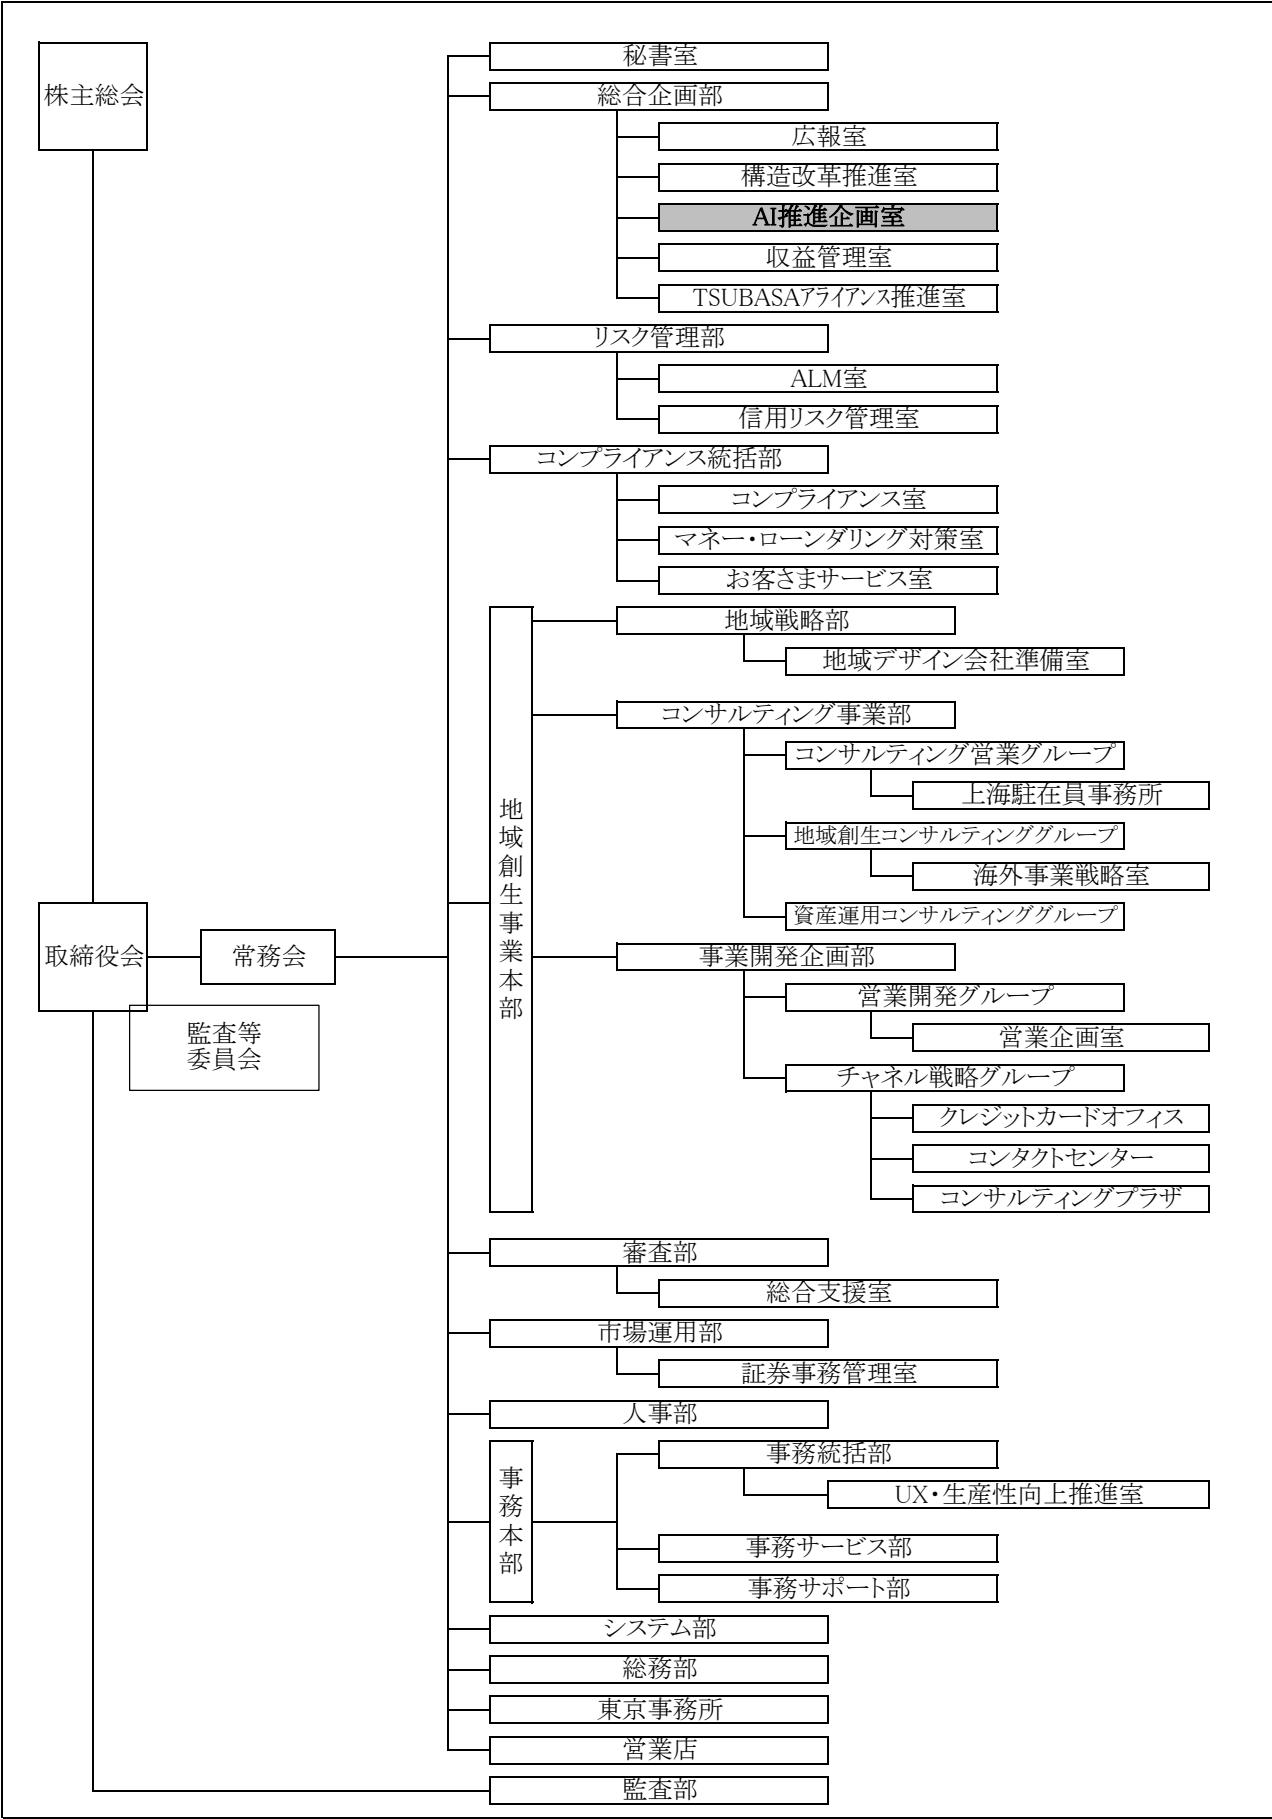 株主総会
秘書室
総合企画部
広報室
構造改革推進室
AI推進企画室
収益管理室
TSUBASAアライアンス推進室
リスク管理部
ALM室
信用リスク管理室
コンプライアンス統括部
コンプライアンス室
マネー・ローンダリング対策室
お客さまサービス室
地域創生事業本部
地域戦略部
地域デザイン会社準備室
コンサルティング事業部
コンサルティング営業グループ
上海駐在員事務所
地域創生コンサルティンググループ
海外事業戦略室
資産運用コンサルティンググループ
取締役会
常務会
監査等
委員会
事業開発企画部
営業開発グループ
営業企画室
チャネル戦略グループ
クレジットカードオフィス
コンタクトセンター
コンサルティングプラザ
審査部
総合支援室
市場運用部
証券事務管理室
人事部
事務本部
事務統括部
UX・生産性向上推進室
事務サービス部
事務サポート部
システム部
総務部
東京事務所
営業店
監査部